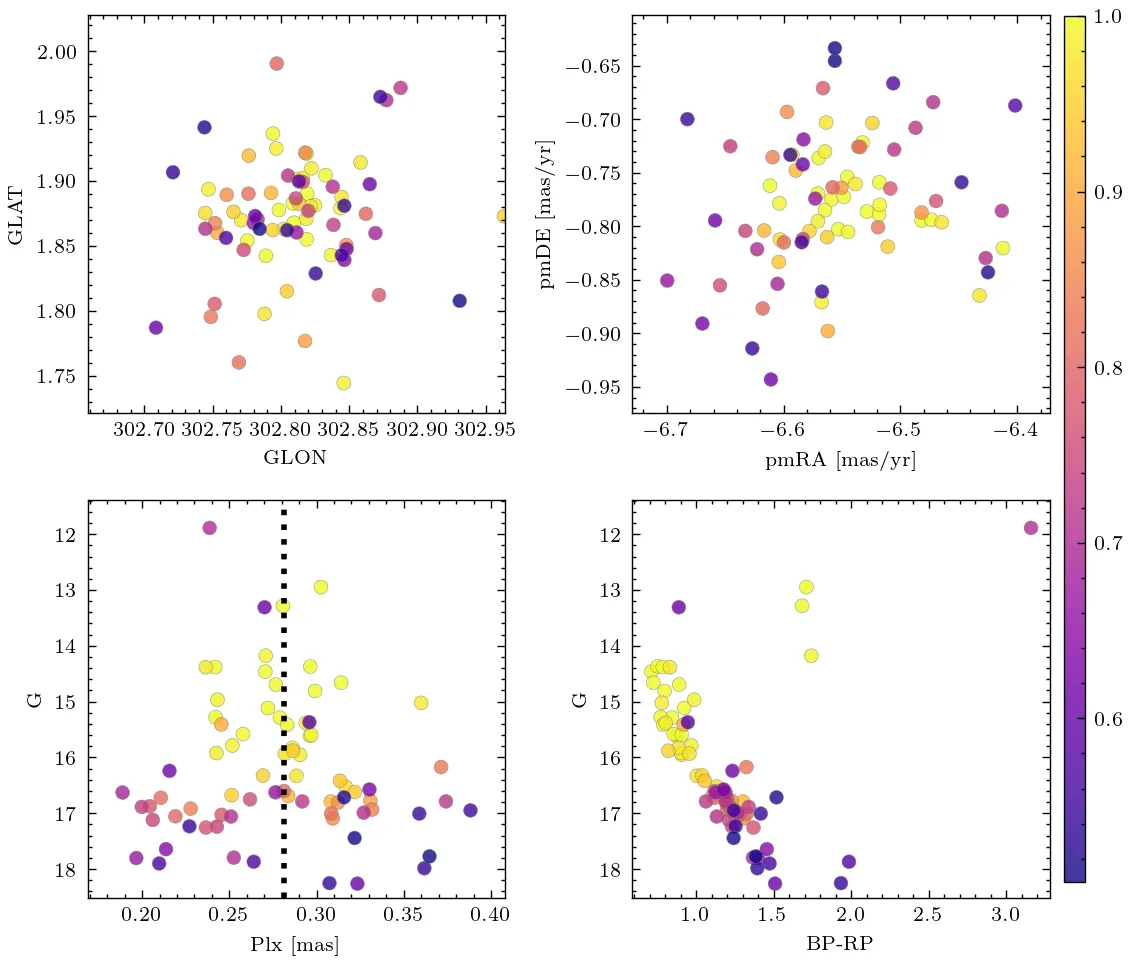 2.00
1.95
1.90
1.85
1.80
1.75
GLAT
302.70 302.75 302.80 302.85 302.90 302.95
GLON
−0.65
−0.70
−0.75
−0.80
−0.85
−0.90
−0.95
pmDE [mas/yr]
−6.7 −6.6 −6.5 −6.4
pmRA [mas/yr]
1.0
0.9
0.8
0.7
0.6
12
13
14
15
16
17
18
G
0.20 0.25 0.30 0.35 0.40
Plx [mas]
12
13
14
15
16
17
18
G
1.0 1.5 2.0 2.5 3.0
BP-RP